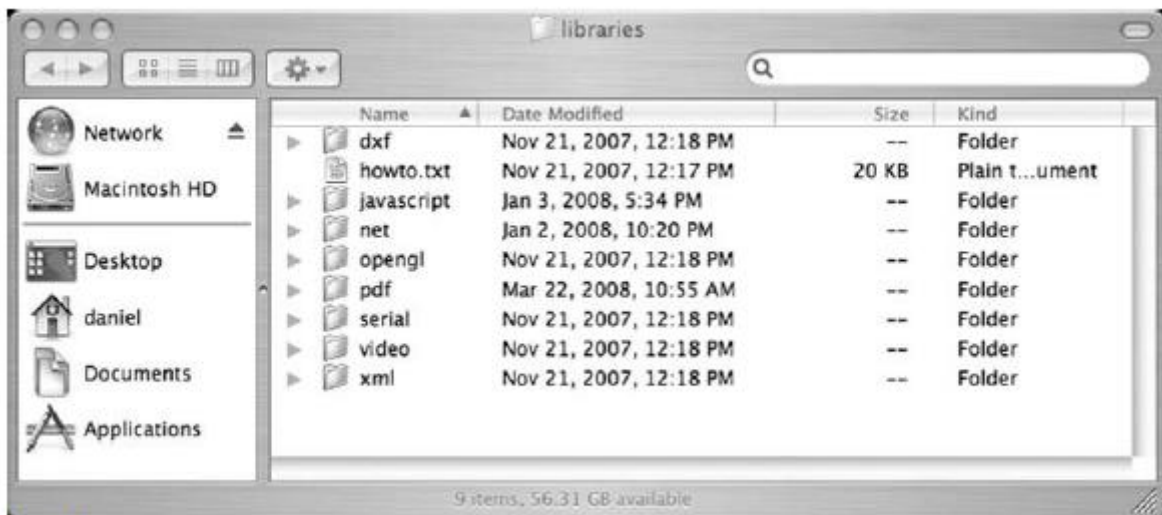 libraries
Network
Macintosh HD
Desktop
daniel
Documents
Applications
Name Date Modified Size Kind
dxf Nov 21, 2007, 12:18 PM -- Folder
howto.txt Nov 21, 2007, 12:17 PM 20 KB Plain t...ument
javascript Jan 3, 2008, 5:34 PM -- Folder
net Jan 2, 2008, 10:20 PM -- Folder
opengl Nov 21, 2007, 12:18 PM -- Folder
pdf Mar 22, 2008, 10:55 AM -- Folder
serial Nov 21, 2007, 12:18 PM -- Folder
video Nov 21, 2007, 12:18 PM -- Folder
xml Nov 21, 2007, 12:18 PM -- Folder
9 items, 56.31 GB available